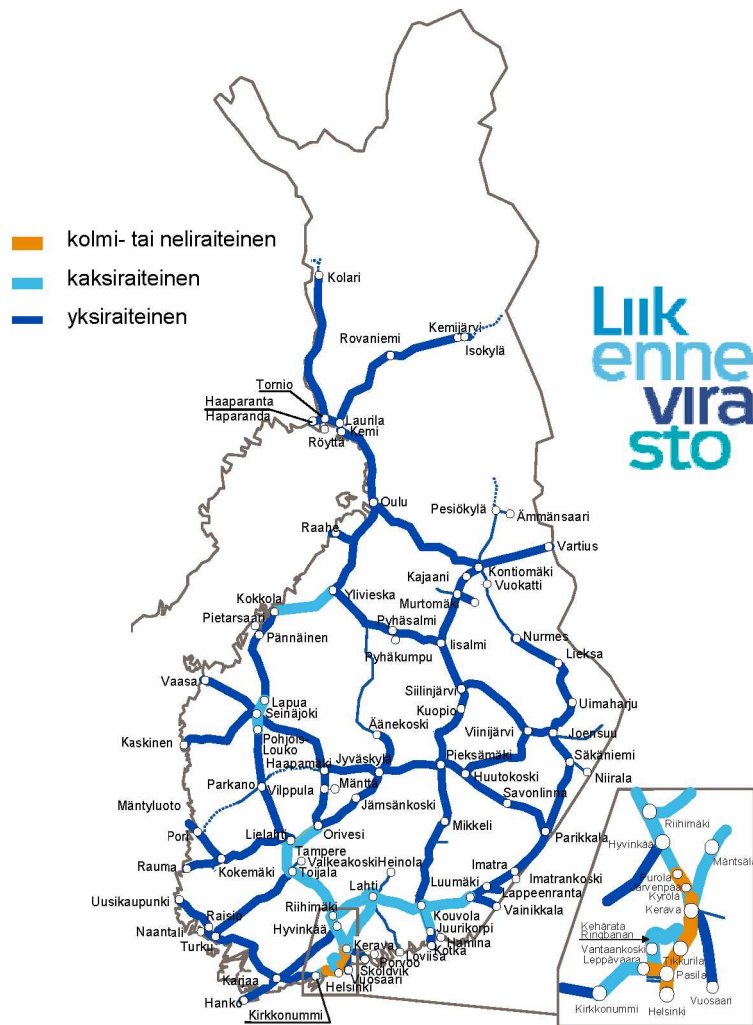 kolmi- tai neliraiteinen
kaksiraiteinen
yksiraiteinen
Liik
enne
vira
sto
Kolari
Kemijärvi
Rovaniemi
Isokylä
Tornio
Haaparanta
Haparanda
Laurila
Kemi
Röyttä
Oulu
Pesiökylä
Ämmänsaari
Raahe
Vartius
Kontiomäki
Kajaani
Vuokatti
Ylivieska
Murtomäki
Kokkola
Pietarsaari
Pännäinen
Pyhäsalmi
Pyhäkumpu
Iisalmi
Nurmes
Lieksa
Vaasa
Siilinjärvi
Uimaharju
Lapua
Seinäjoki
Kuopio
Viinijärvi
Joensuu
Kaskinen
Pohjois-
Louko
Äänekoski
Haapamäki
Jyväskylä
Pieksämäki
Säkäniemi
Huutokoski
Niirala
Parkano
Vilppula
Mänttä
Jämsänkoski
Savonlinna
Mäntyluoto
Pori
Orivesi
Mikkeli
Parikkala
Lielahti
Tampere
Valkeakoski
Heinola
Imatra
Imatrankoski
Rauma
Kokemäki
Toijala
Lahti
Luumäki
Lappeenranta
Vainikkala
Uusikaupunki
Riihimäki
Kouvola
Raisio
Hyvinkää
Juurikorpi
Hamina
Kotka
Naantali
Turku
Kerava
Loviisa
Porvoo
Sköldvik
Vuosaari
Helsinki
Karjaa
Hanko
Kirkkonummi
Riihimäki
Hyvinkää
Mäntsälä
Purola
Järvenpää
Kyrölä
Kerava
Kehärata
Ringbanan
Vantaankoski
Leppävaara
Tikkurila
Pasila
Kirkkonummi
Helsinki
Vuosaari